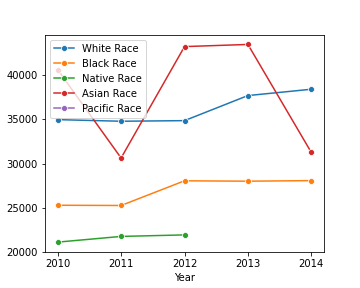 White Race
Black Race
Native Race
Asian Race
Pacific Race
40000
35000
30000
25000
20000
2010 2011 2012 2013 2014
Year